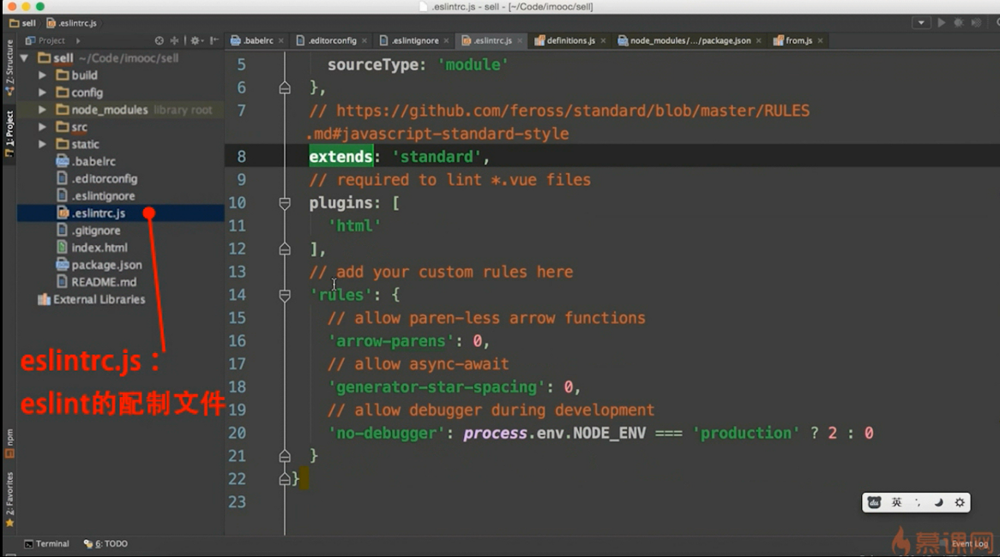 .eslintrc.js - sell - [~/Code/imooc/sell]
sell .eslintrc.js
Project
.babelrc .editorconfig .eslintignore .eslintrc.js definitions.js node_modules/.../package.json from.js
Z: Structure
1: Project
npm
2: Favorites
sell ~/Code/imooc/sell
build
config
node_modules library root
src
static
.babelrc
.editorconfig
.eslintignore
.eslintrc.js
.gitignore
index.html
package.json
README.md
External Libraries
eslintrc.js：
eslint的配制文件
5 sourceType: 'module'
6 },
7 // https://github.com/feross/standard/blob/master/RULES
.md#javascript-standard-style
8 extends: 'standard',
9 // required to lint *.vue files
10 plugins: [
11 'html'
12 ],
13 // add your custom rules here
14 'rules': {
15 // allow paren-less arrow functions
16 'arrow-parens': 0,
17 // allow async-await
18 'generator-star-spacing': 0,
19 // allow debugger during development
20 'no-debugger': process.env.NODE_ENV === 'production' ? 2 : 0
21 }
22 }
23
du 英
慕课网
Terminal 6: TODO Event Log